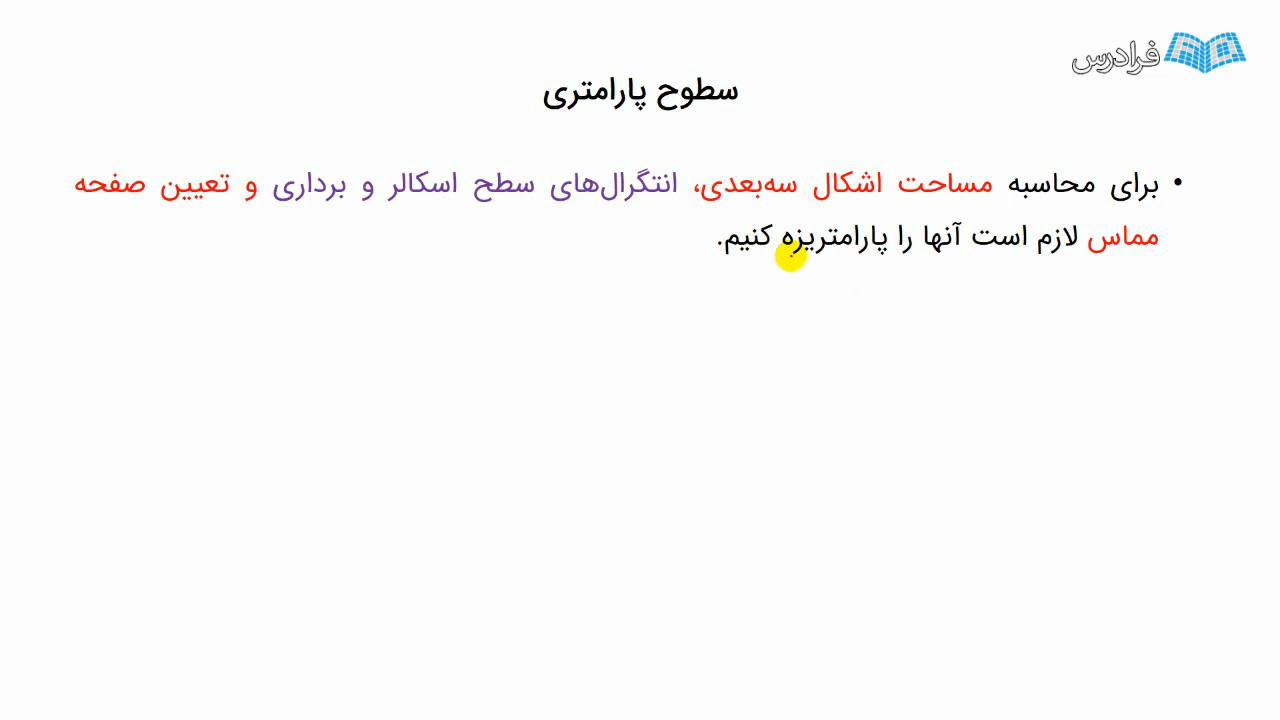 فرادرس
سطوح پارامتری
• برای محاسبه مساحت اشکال سه‌بعدی، انتگرال‌های سطح اسکالر و برداری و تعیین صفحه
مماس لازم است آنها را پارامتریزه کنیم.